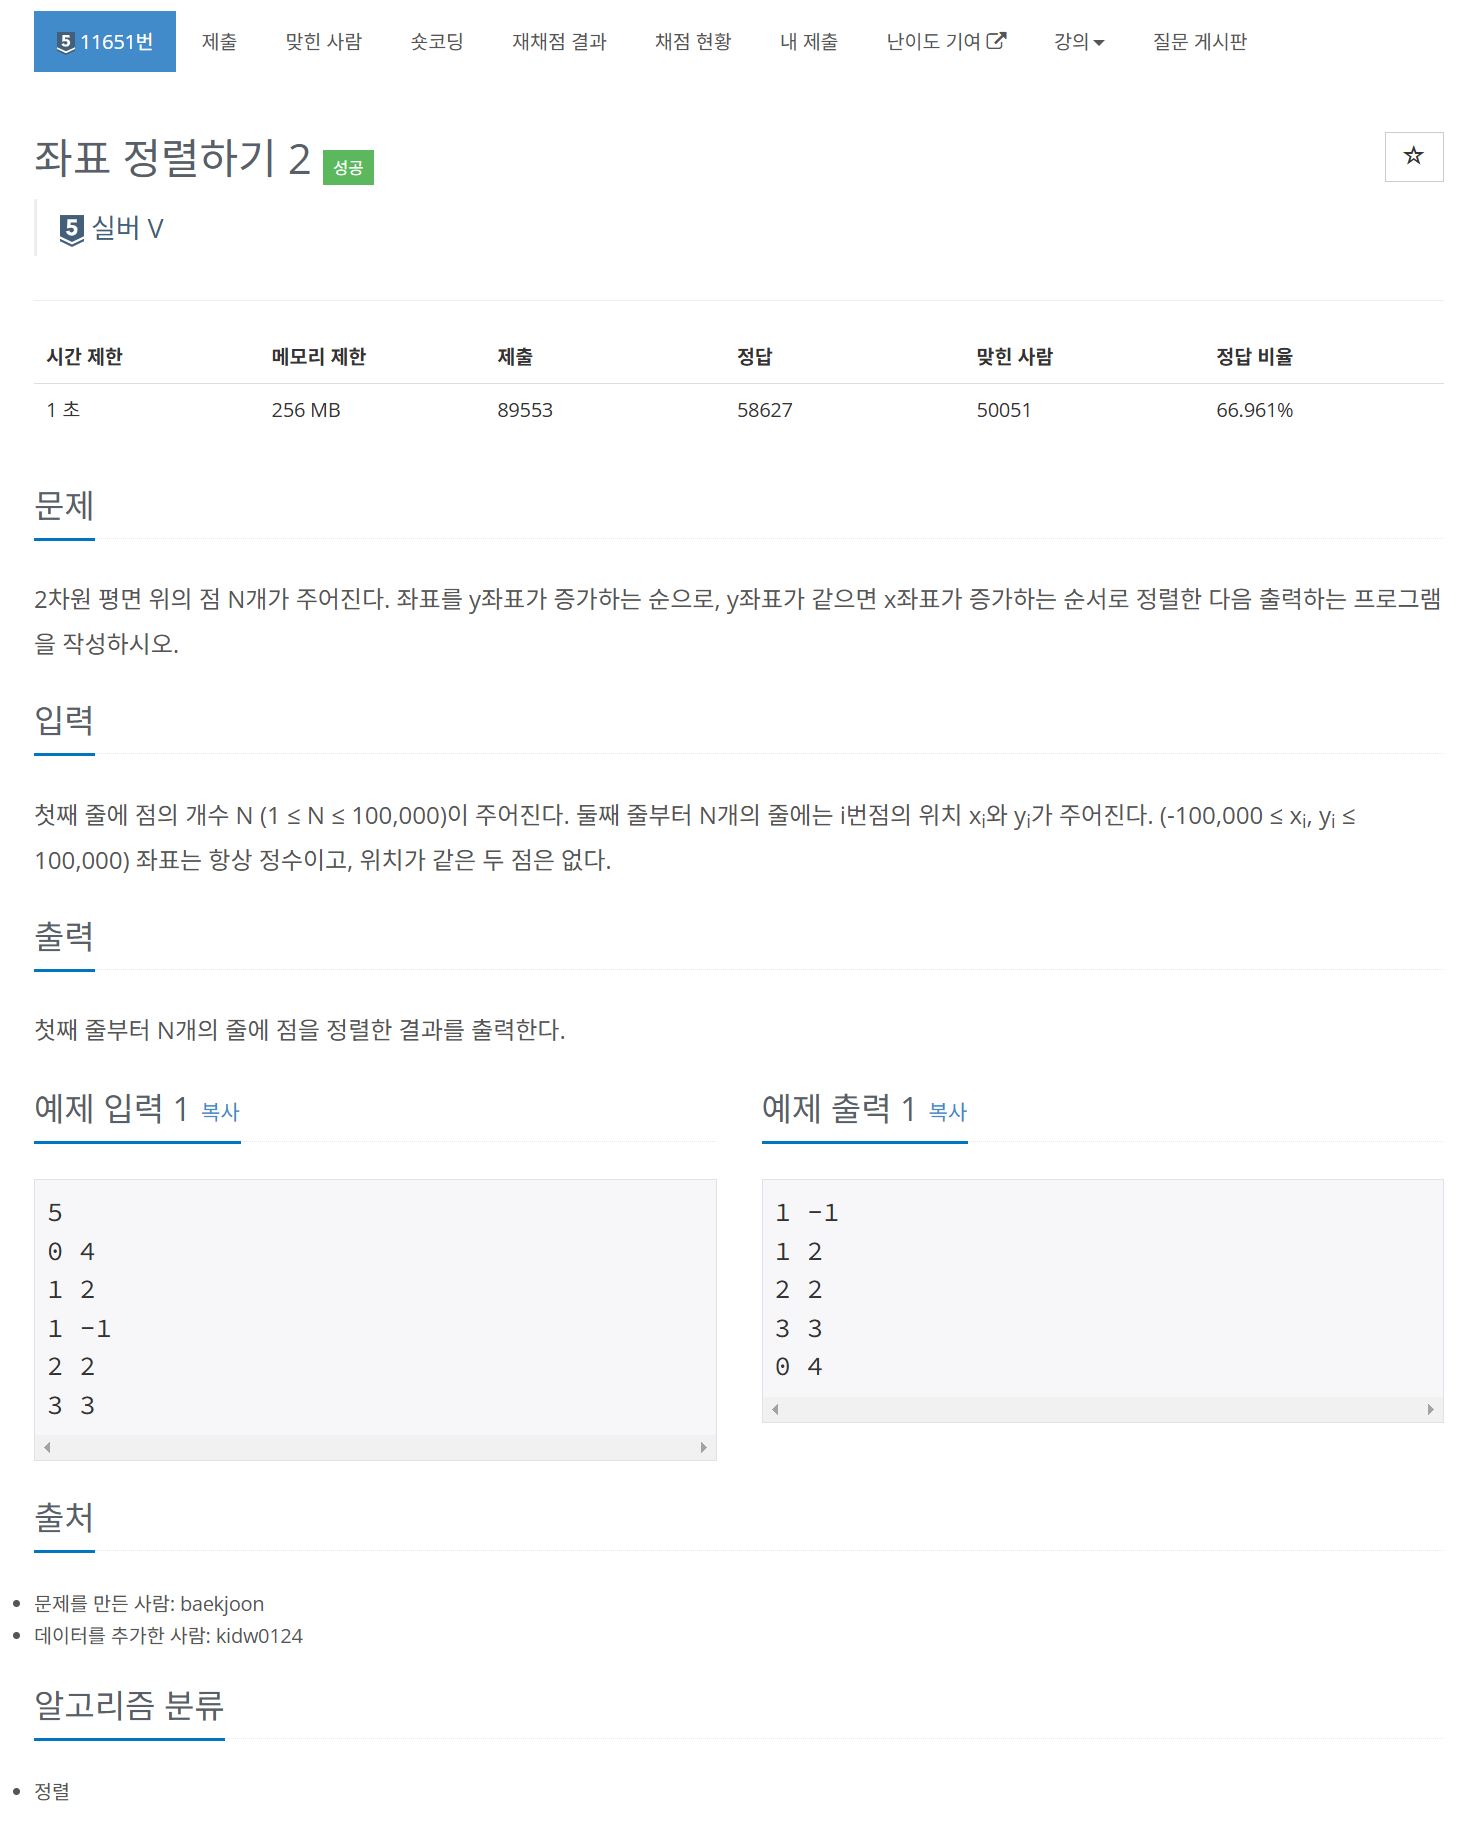 5 11651번 제출 맞힌 사람 숏코딩 재채점 결과 채점 현황 내 제출 난이도 기여 강의 질문 게시판
좌표 정렬하기 2 성공
5 실버 V
시간 제한 메모리 제한 제출 정답 맞힌 사람 정답 비율
1 초 256 MB 89553 58627 50051 66.961%
문제
2차원 평면 위의 점 N개가 주어진다. 좌표를 y좌표가 증가하는 순으로, y좌표가 같으면 x좌표가 증가하는 순서로 정렬한 다음 출력하는 프로그램
을 작성하시오.
입력
첫째 줄에 점의 개수 N (1 ≤ N ≤ 100,000)이 주어진다. 둘째 줄부터 N개의 줄에는 i번점의 위치 xi와 yi가 주어진다. (-100,000 ≤ xi, yi ≤
100,000) 좌표는 항상 정수이고, 위치가 같은 두 점은 없다.
출력
첫째 줄부터 N개의 줄에 점을 정렬한 결과를 출력한다.
예제 입력 1 복사
5
0 4
1 2
1 -1
2 2
3 3
예제 출력 1 복사
1 -1
1 2
2 2
3 3
0 4
출처
문제를 만든 사람: baekjoon
데이터를 추가한 사람: kidw0124
알고리즘 분류
정렬